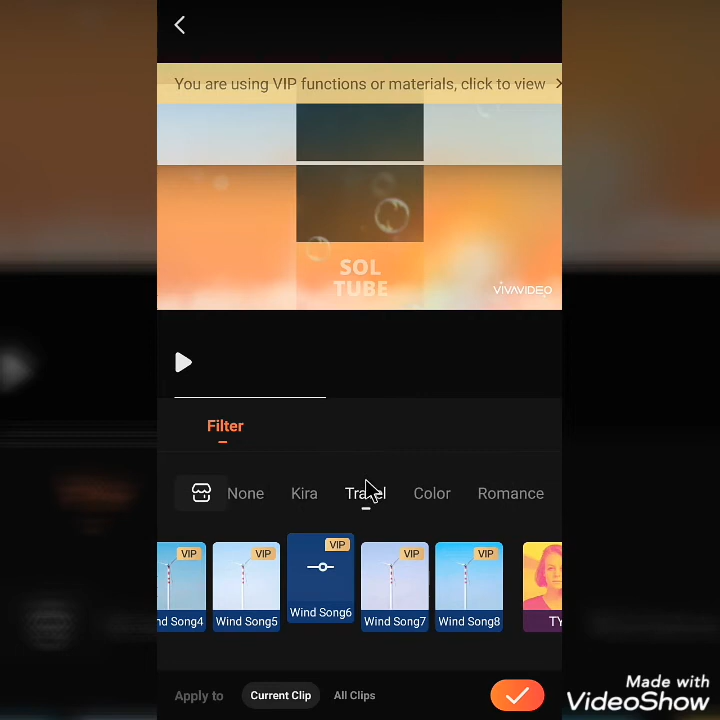 You are using VIP functions or materials, click to view
SOL
TUBE
VIVAVIDEO
Filter
None
Kira
Travel
Color
Romance
VIP
VIP
VIP
VIP
VIP
nd Song4
Wind Song5
Wind Song6
Wind Song7
Wind Song8
TY
Apply to
Current Clip
All Clips
Made with
VideoShow